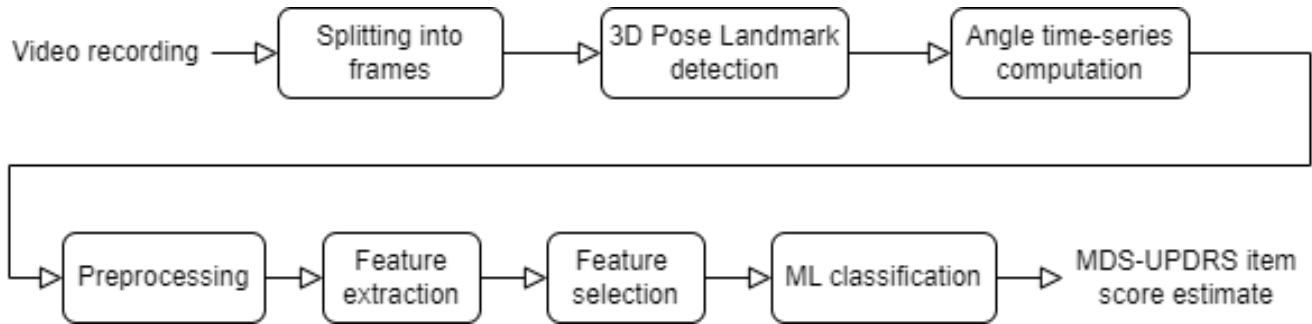 Video recording
Splitting into
frames
3D Pose Landmark
detection
Angle time-series
computation
Preprocessing
Feature
extraction
Feature
selection
ML classification
MDS-UPDRS item
score estimate